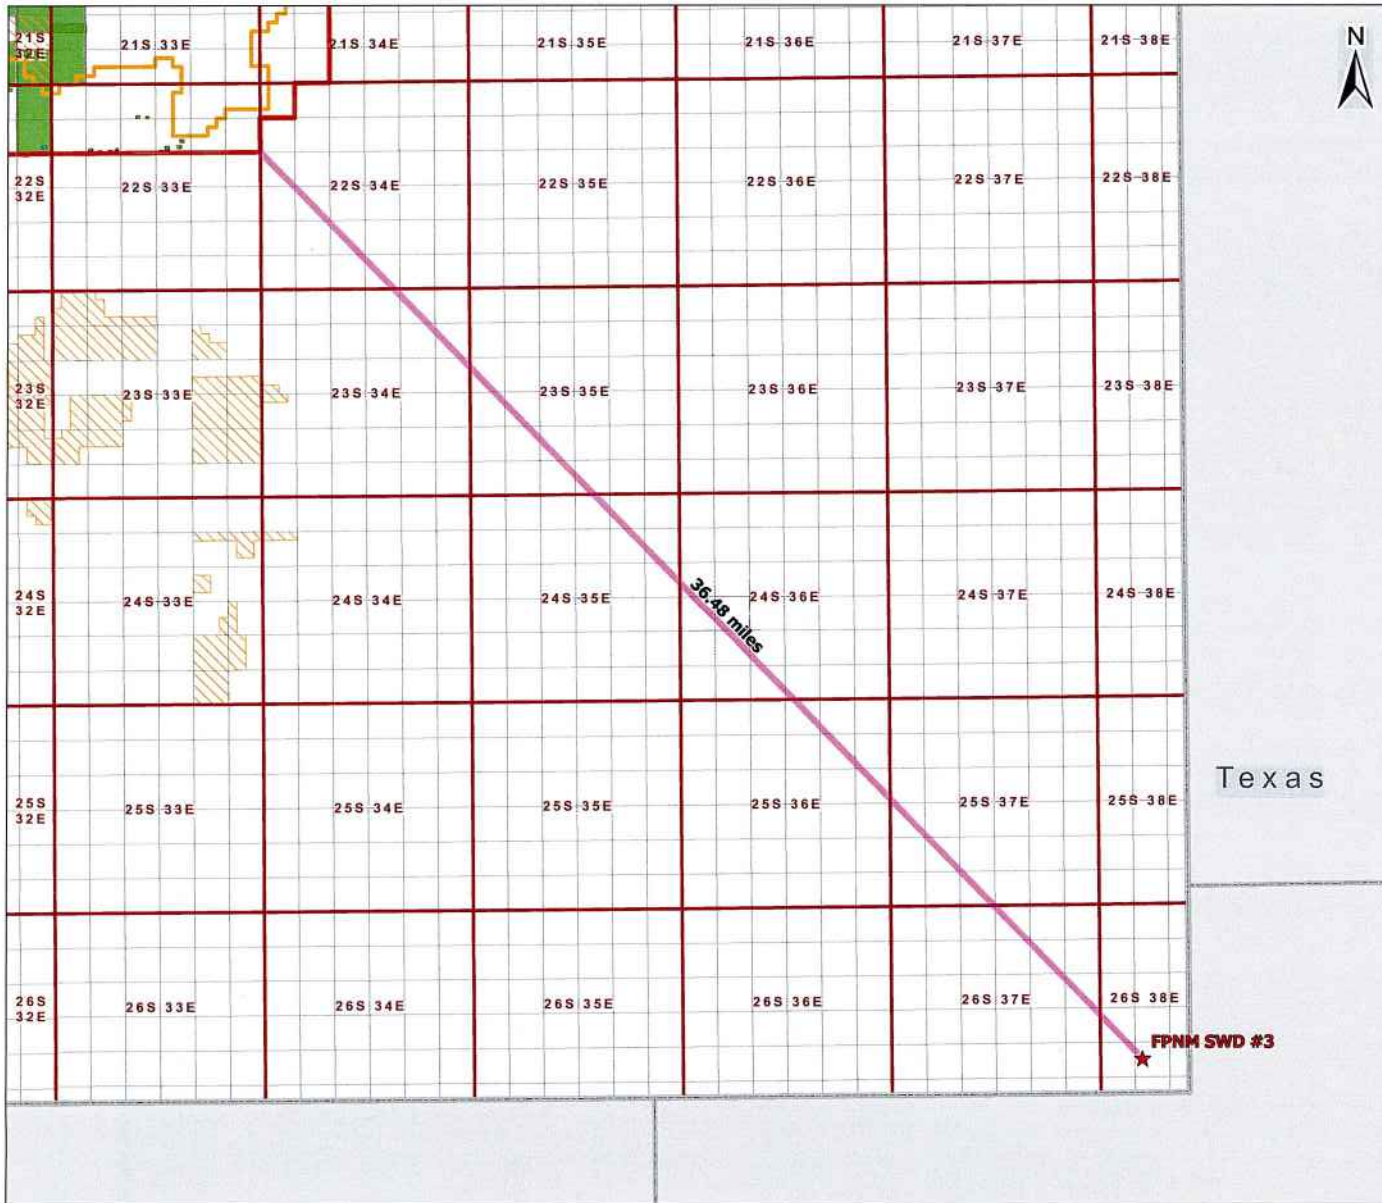 N
21S 32E
21S 33E
21S 34E
21S 35E
21S 36E
21S 37E
21S 38E
22S 32E
22S 33E
22S 34E
22S 35E
22S 36E
22S 37E
22S 38E
23S 32E
23S 33E
23S 34E
23S 35E
23S 36E
23S 37E
23S 38E
24S 32E
24S 33E
24S 34E
24S 35E
36.48 miles
24S 36E
24S 37E
24S 38E
Texas
25S 32E
25S 33E
25S 34E
25S 35E
25S 36E
25S 37E
25S 38E
26S 32E
26S 33E
26S 34E
26S 35E
26S 36E
26S 37E
26S 38E
FPNM SWD #3